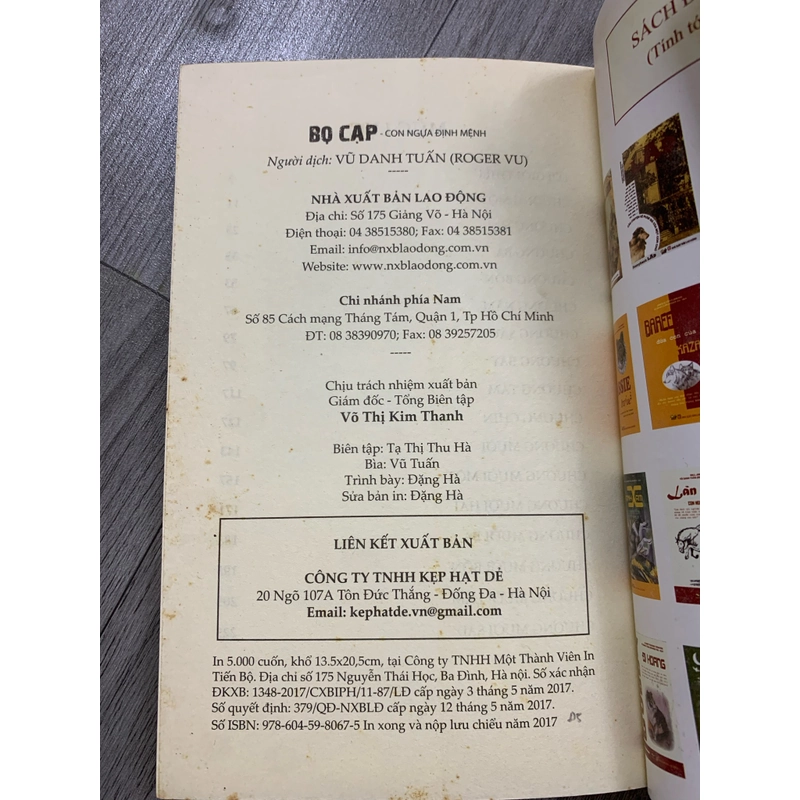 BỌ CẠP - CON NGỰA ĐỊNH MỆNH
Người dịch: VŨ DANH TUẤN (ROGER VU)
-----
NHÀ XUẤT BẢN LAO ĐỘNG
Địa chỉ: Số 175 Giảng Võ - Hà Nội
Điện thoại: 04 38515380; Fax: 04 38515381
Email: info@nxblaodong.com.vn
Website: www.nxblaodong.com.vn
Chi nhánh phía Nam
Số 85 Cách mạng Tháng Tám, Quận 1, Tp Hồ Chí Minh
ĐT: 08 38390970; Fax: 08 39257205
-----
Chịu trách nhiệm xuất bản
Giám đốc - Tổng Biên tập
Võ Thị Kim Thanh
Biên tập: Tạ Thị Thu Hà
Bìa: Vũ Tuấn
Trình bày: Đặng Hà
Sửa bản in: Đặng Hà
LIÊN KẾT XUẤT BẢN
CÔNG TY TNHH KẸP HẠT DẺ
20 Ngõ 107A Tôn Đức Thắng - Đống Đa - Hà Nội
Email: kephatde.vn@gmail.com
In 5.000 cuốn, khổ 13.5x20,5cm, tại Công ty TNHH Một Thành Viên In
Tiến Bộ. Địa chỉ số 175 Nguyễn Thái Học, Ba Đình, Hà nội. Số xác nhận
ĐKXB: 1348-2017/CXBIPH/11-87/LĐ cấp ngày 3 tháng 5 năm 2017.
Số quyết định: 379/QĐ-NXBLĐ cấp ngày 12 tháng 5 năm 2017.
Số ISBN: 978-604-59-8067-5 In xong và nộp lưu chiểu năm 2017
SÁCH
(Tính